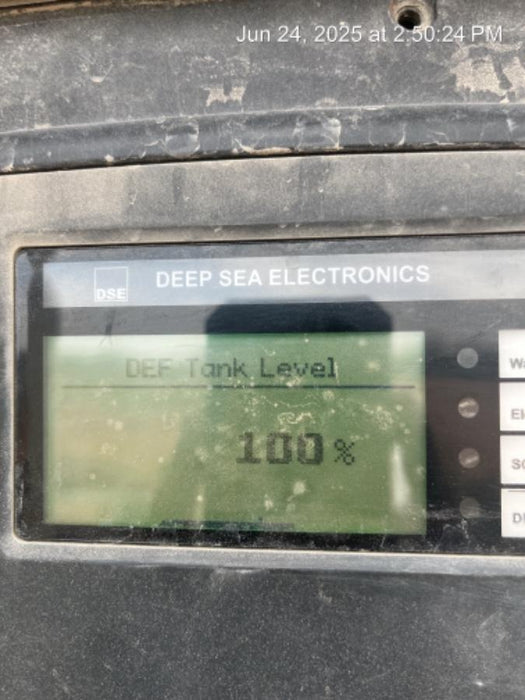 Jun 24, 2025 at 2:50:24 PM
DSE
DEEP SEA ELECTRONICS
DEF Tank Level
100 %